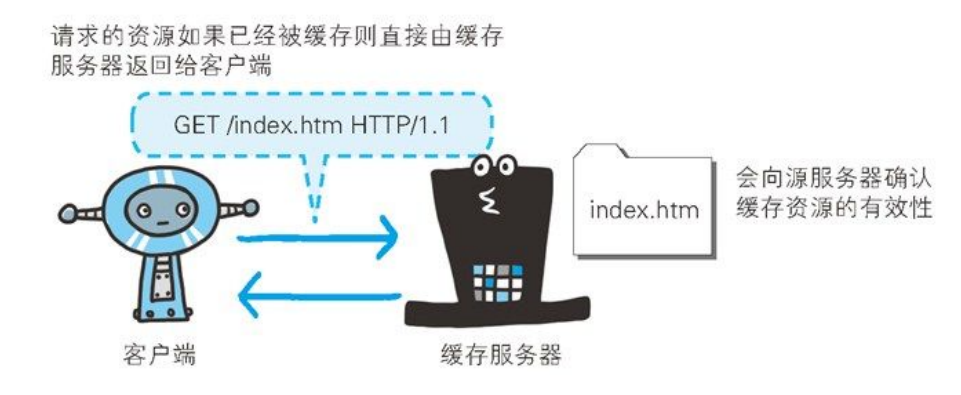 请求的资源如果已经被缓存则直接由缓存
服务器返回给客户端
GET /index.htm HTTP/1.1
index.htm
会向源服务器确认
缓存资源的有效性
客户端
缓存服务器